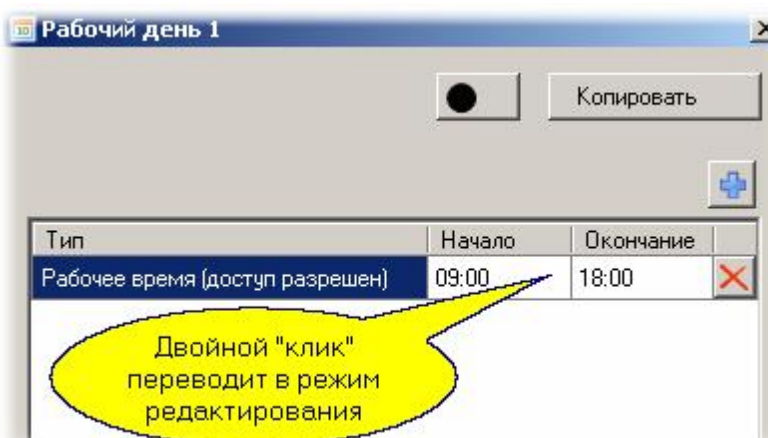 Рабочий день 1
Копировать
Тип Начало Окончание
Рабочее время (доступ разрешен) 09:00 18:00
Двойной "клик"
переводит в режим
редактирования